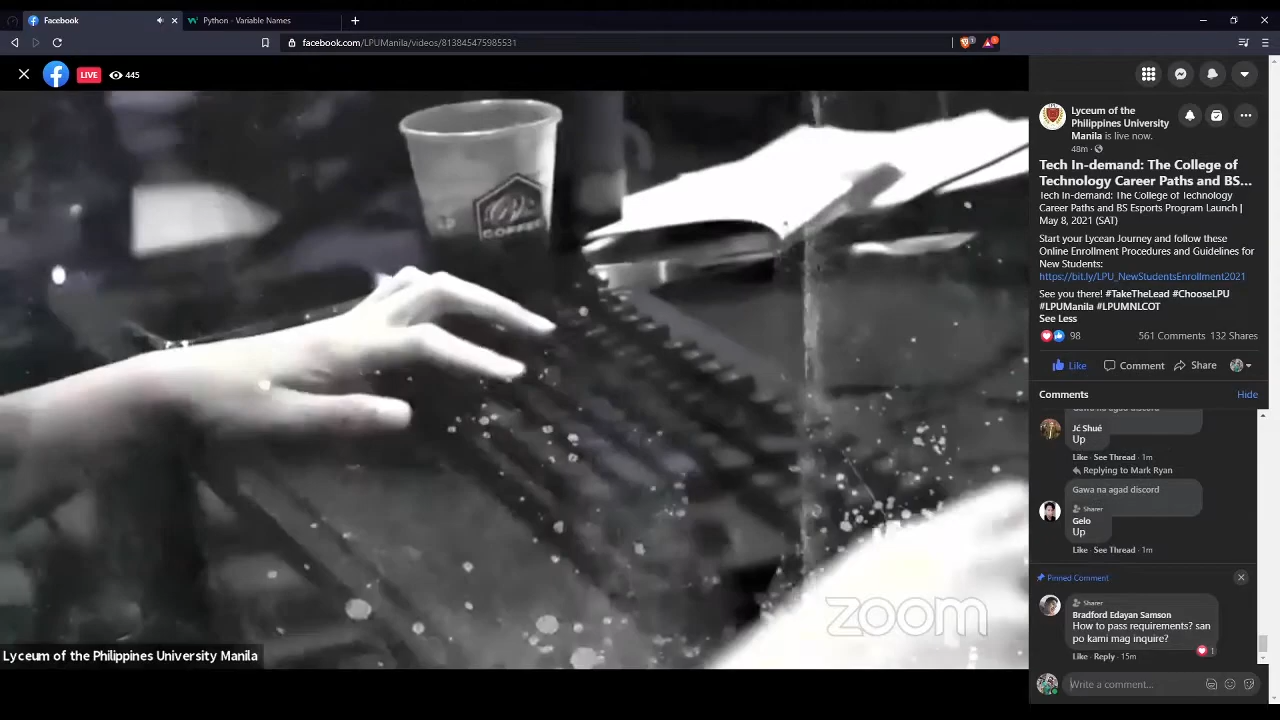 Facebook
Python - Variable Names
facebook.com/LPUManila/videos/813845475985531
LIVE
445
COFFEE
zoom
Lyceum of the Philippines University Manila
Lyceum of the
Philippines University
Manila is live now.
48m ·
Tech In-demand: The College of
Technology Career Paths and BS...
Tech In-demand: The College of Technology
Career Paths and BS Esports Program Launch |
May 8, 2021 (SAT)
Start your Lycean Journey and follow these
Online Enrollment Procedures and Guidelines for
New Students:
https://bit.ly/LPU_NewStudentsEnrollment2021
See you there! #TakeTheLead #ChooseLPU
#LPUManila #LPUMNLCOT
See Less
98
561 Comments 132 Shares
Like
Comment
Share
Comments
Hide
Gawa na agad discord
Jć Shué
Up
Like · See Thread · 1m
Replying to Mark Ryan
Gawa na agad discord
Sharer
Gelo
Up
Like · See Thread · 1m
Pinned Comment
Sharer
Bradford Edayan Samson
How to pass requirements? san
po kami mag inquire?
1
Like · Reply · 15m
Write a comment...